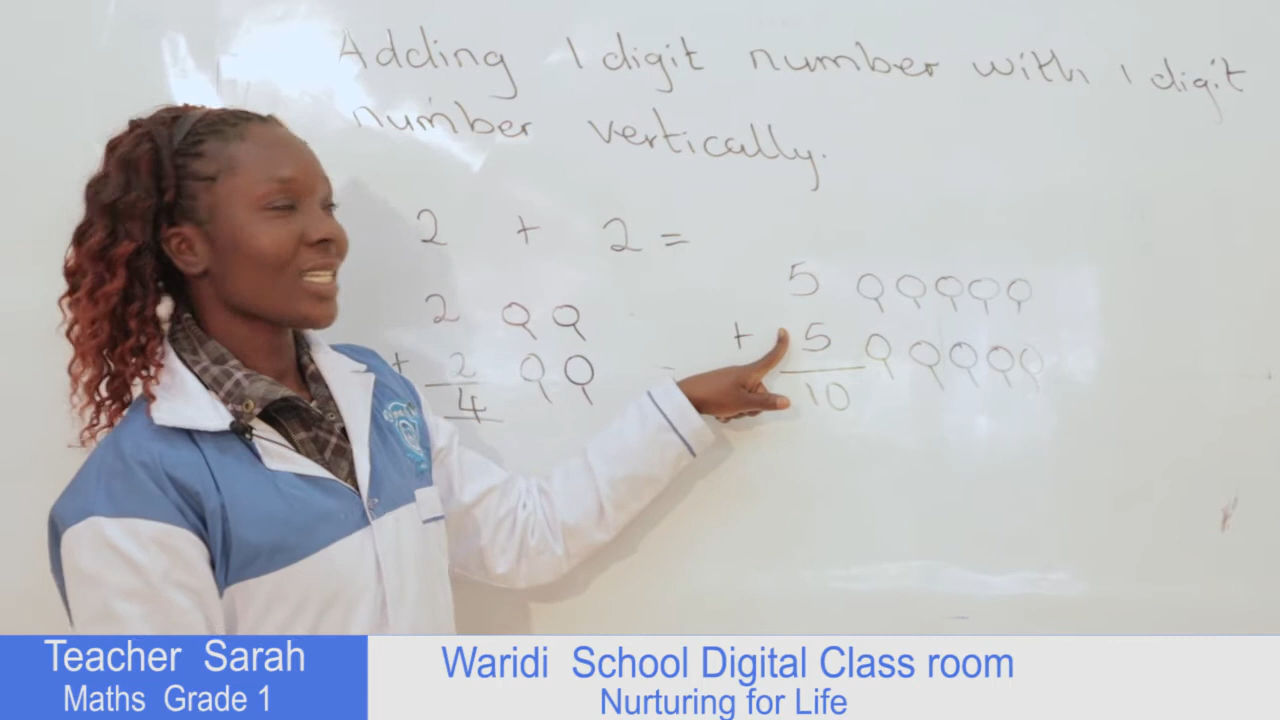 Adding 1 digit number with 1 digit
number vertically.
2 + 2 =
2
+ 2
4
5
+ 5
10
Teacher Sarah
Maths Grade 1
Waridi School Digital Class room
Nurturing for Life